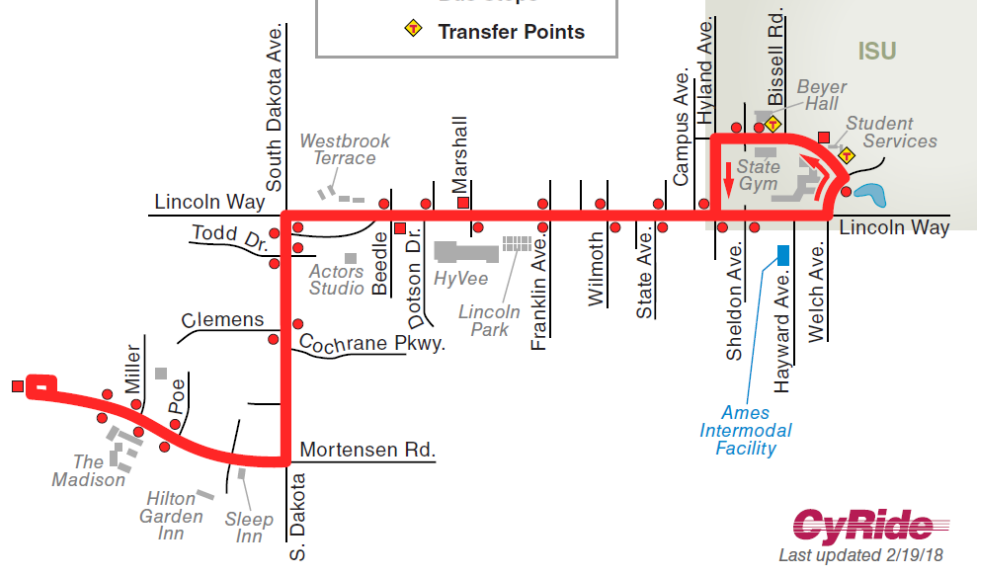 Transfer Points
ISU
South Dakota Ave.
Hyland Ave.
Bissell Rd.
Beyer
Hall
Campus Ave.
Student
Services
Westbrook
Terrace
Marshall
State
Gym
Lincoln Way
Lincoln Way
Todd Dr.
Actors
Studio
Beedle
Dotson Dr.
HyVee
Lincoln
Park
Franklin Ave.
Wilmoth
State Ave.
Sheldon Ave.
Hayward Ave.
Welch Ave.
Clemens
Cochrane Pkwy.
Miller
Poe
Ames
Intermodal
Facility
Mortensen Rd.
The
Madison
Hilton
Garden
Inn
Sleep
Inn
S. Dakota
CyRide
Last updated 2/19/18
T
T
T